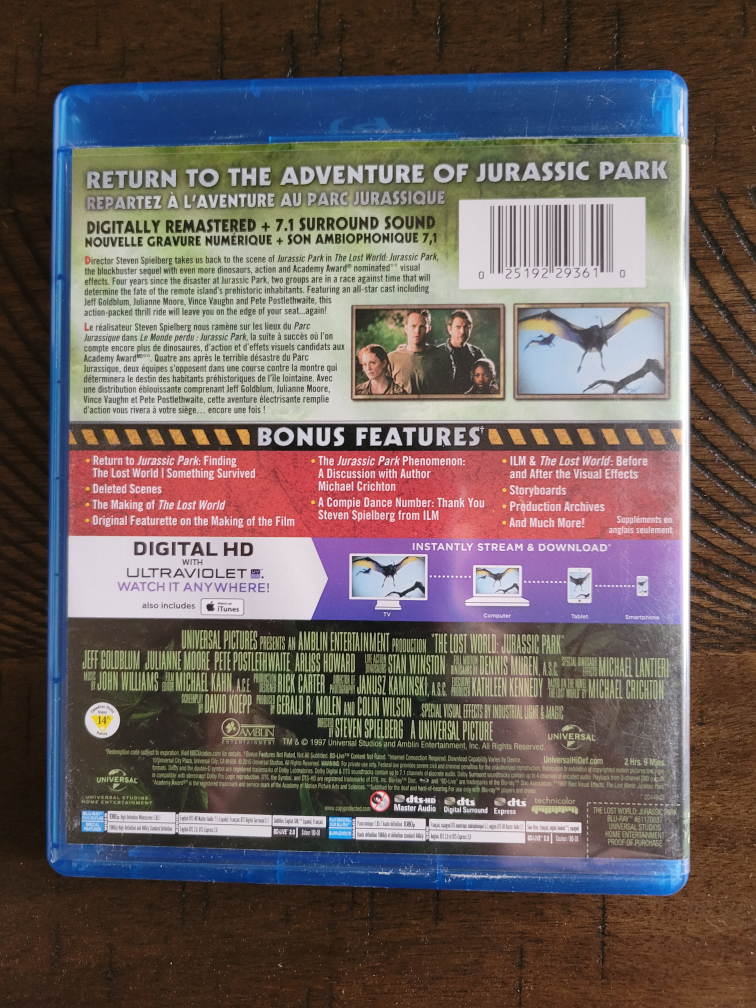 RETURN TO THE ADVENTURE OF JURASSIC PARK
REPARTEZ À L'AVENTURE AU PARC JURASSIQUE
DIGITALLY REMASTERED + 7.1 SURROUND SOUND
NOUVELLE GRAVURE NUMÉRIQUE + SON AMBIOPHONIQUE 7,1
Director Steven Spielberg takes us back to the scene of Jurassic Park in The Lost World: Jurassic Park,
the blockbuster sequel with even more dinosaurs, action and Academy Award® nominated** visual
effects. Four years since the disaster at Jurassic Park, two groups are in a race against time that will
determine the fate of the remote island's prehistoric inhabitants. Featuring an all-star cast including
Jeff Goldblum, Julianne Moore, Vince Vaughn and Pete Postlethwaite, this
action-packed thrill ride will leave you on the edge of your seat...again!
Le réalisateur Steven Spielberg nous ramène sur les lieux du Parc
Jurassique dans Le Monde perdu : Jurassic Park, la suite à succès où l'on
compte encore plus de dinosaures, d'action et d'effets visuels candidats aux
Academy AwardMD**. Quatre ans après le terrible désastre du Parc
Jurassique, deux équipes s'opposent dans une course contre la montre qui
déterminera le destin des habitants préhistoriques de l'île lointaine. Avec
une distribution éblouissante comprenant Jeff Goldblum, Julianne Moore,
Vince Vaughn et Pete Postlethwaite, cette aventure électrisante remplie
d'action vous rivera à votre siège... encore une fois !
0 25192 29361 0
BONUS FEATURES†
• Return to Jurassic Park: Finding
The Lost World | Something Survived
• Deleted Scenes
• The Making of The Lost World
• Original Featurette on the Making of the Film
• The Jurassic Park Phenomenon:
A Discussion with Author
Michael Crichton
• A Compie Dance Number: Thank You
Steven Spielberg from ILM
• ILM & The Lost World: Before
and After the Visual Effects
• Storyboards
• Production Archives
• And Much More!
Suppléments en
anglais seulement
DIGITAL HD
WITH
ULTRAVIOLET UV
WATCH IT ANYWHERE!
also includes iTunes
INSTANTLY STREAM & DOWNLOAD*
TV
Computer
Tablet
Smartphone
UNIVERSAL PICTURES PRESENTS AN AMBLIN ENTERTAINMENT PRODUCTION "THE LOST WORLD: JURASSIC PARK"
JEFF GOLDBLUM JULIANNE MOORE PETE POSTLETHWAITE ARLISS HOWARD STAN WINSTON DENNIS MUREN, A.S.C. MICHAEL LANTIERI
MUSIC BY JOHN WILLIAMS MICHAEL KAHN, A.C.E. RICK CARTER JANUSZ KAMINSKI, A.S.C. KATHLEEN KENNEDY MICHAEL CRICHTON
SCREENPLAY BY DAVID KOEPP PRODUCED BY GERALD R. MOLEN AND COLIN WILSON SPECIAL VISUAL EFFECTS BY INDUSTRIAL LIGHT & MAGIC
DIRECTED BY STEVEN SPIELBERG A UNIVERSAL PICTURE
14
AMBLIN
ENTERTAINMENT
TM & © 1997 Universal Studios and Amblin Entertainment, Inc. All Rights Reserved.
UNIVERSAL
UniversalHiDef.com
2 Hrs. 9 Mins.
UNIVERSAL
UNIVERSAL STUDIOS
HOME ENTERTAINMENT
www.copyprotected.com
dts-HD
Master Audio
dts
Digital Surround
dts
Express
technicolor
THE LOST WORLD: JURASSIC PARK
BLU-RAY™ #61170037
UNIVERSAL STUDIOS
HOME ENTERTAINMENT
PROOF-OF-PURCHASE